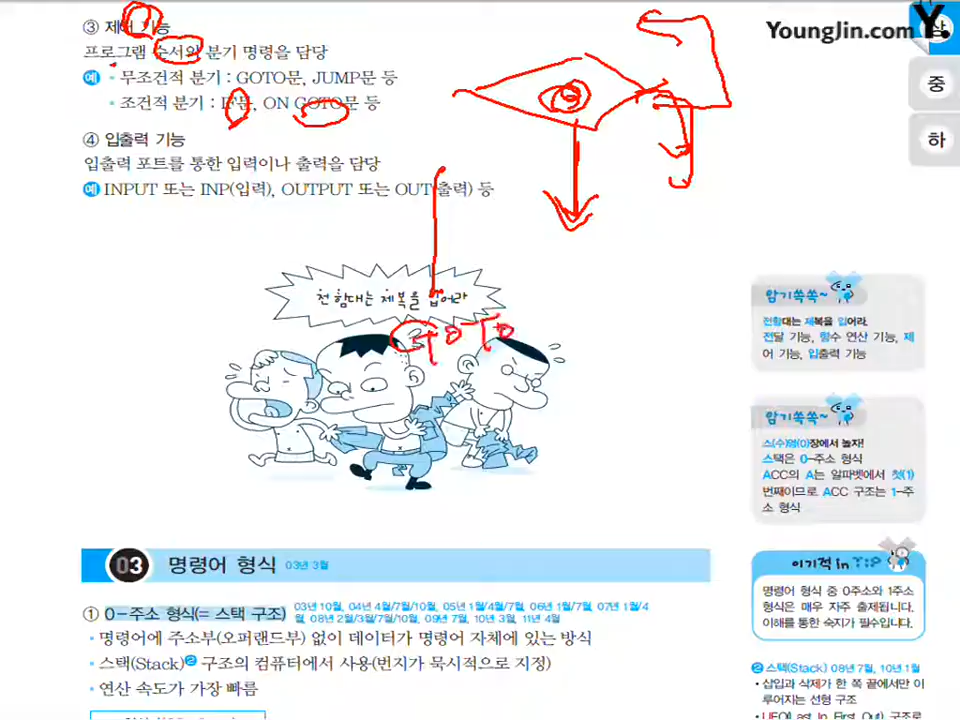 ③ 제어 기능
프로그램 순서와 분기 명령을 담당
예 • 무조건적 분기 : GOTO문, JUMP문 등
• 조건적 분기 : IF문, ON GOTO문 등
④ 입출력 기능
입출력 포트를 통한 입력이나 출력을 담당
예 INPUT 또는 INP(입력), OUTPUT 또는 OUT(출력) 등
Younglin.com
Y.
상
중
하
전 함대는 제복을 입어라
GOTO
암기쏙쏙~
전함대는 제복을 입어라.
전달 기능, 함수 연산 기능, 제
어 기능, 입출력 기능
암기쏙쏙~
스(수)영(0)장에서 놀자!
스택은 0-주소 형식
ACC의 A는 알파벳에서 첫(1)
번째이므로 ACC 구조는 1-주
소 형식
03 명령어 형식 03년 3월
① 0-주소 형식(= 스택 구조) 03년 10월, 04년 4월/7월/10월, 05년 1월/4월/7월, 06년 1월/7월, 07년 1월/4
월, 08년 2월/3월/7월/10월, 09년 7월, 10년 3월, 11년 4월
• 명령어에 주소부(오퍼랜드부) 없이 데이터가 명령어 자체에 있는 방식
• 스택(Stack)❷ 구조의 컴퓨터에서 사용(번지가 묵시적으로 지정)
• 연산 속도가 가장 빠름
이기적 in TIP
명령어 형식 중 0주소와 1주소
형식은 매우 자주 출제됩니다.
이해를 통한 숙지가 필수입니다.
❷ 스택(Stack) 08년 7월, 10년 1월
• 삽입과 삭제가 한 쪽 끝에서만 이
루어지는 선형 구조
• LIFO(Last In First Out) 구조로